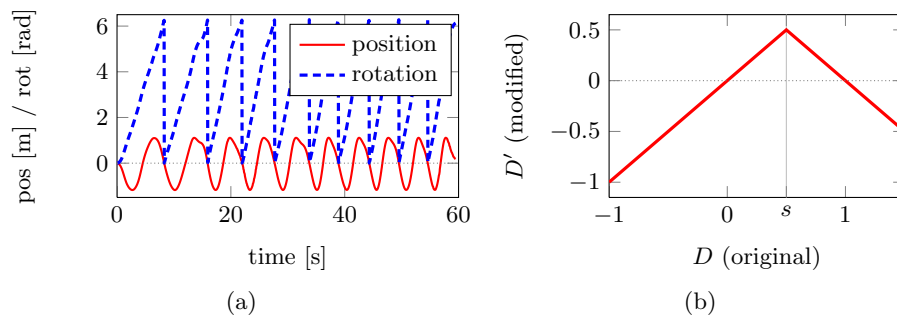 pos [m] / rot [rad]
6
4
2
0
position
rotation
0
20
40
60
time [s]
(a)
D′ (modified)
0.5
0
−0.5
−1
−1
0
s
1
D (original)
(b)